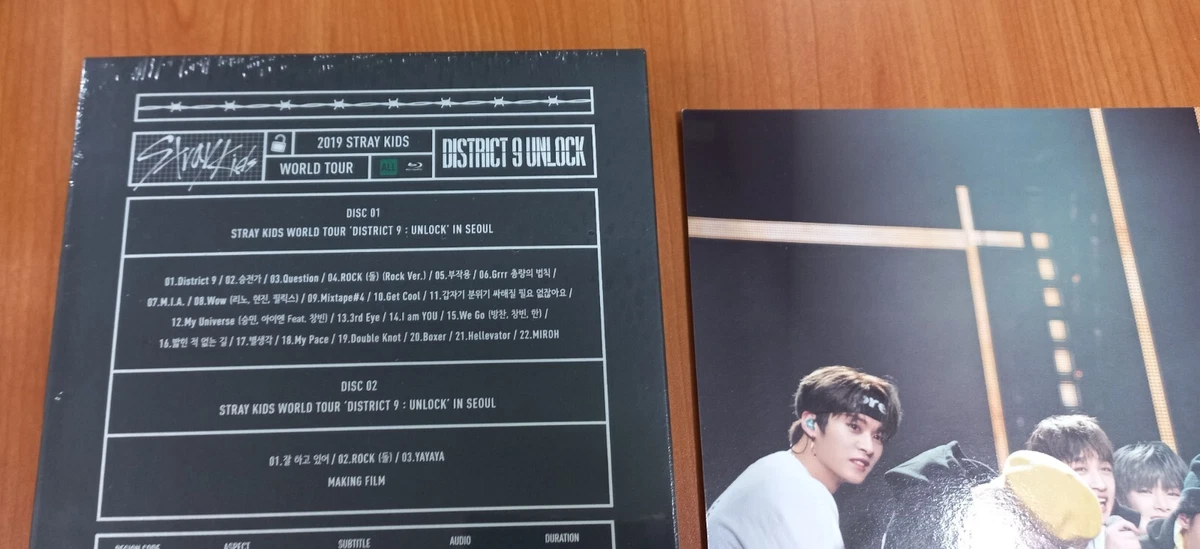 Stray Kids
2019 STRAY KIDS
WORLD TOUR
ALL
DISTRICT 9 UNLOCK
DISC 01
STRAY KIDS WORLD TOUR 'DISTRICT 9 : UNLOCK' IN SEOUL
01.District 9 / 02.승전가 / 03.Question / 04.ROCK (돌) (Rock Ver.) / 05.부작용 / 06.Grrr 총량의 법칙 /
07.M.I.A. / 08.Wow (리노, 현진, 필릭스) / 09.Mixtape#4 / 10.Get Cool / 11.갑자기 분위기 싸해질 필요 없잖아요 /
12.My Universe (승민, 아이엔 Feat. 창빈) / 13.3rd Eye / 14.I am YOU / 15.We Go (방찬, 창빈, 한) /
16.밟힌 적 없는 길 / 17.별생각 / 18.My Pace / 19.Double Knot / 20.Boxer / 21.Hellevator / 22.MIROH
DISC 02
STRAY KIDS WORLD TOUR 'DISTRICT 9 : UNLOCK' IN SEOUL
01.잘 하고 있어 / 02.ROCK (돌) / 03.YAYAYA
MAKING FILM
REGION CODE ASPECT SUBTITLE AUDIO DURATION